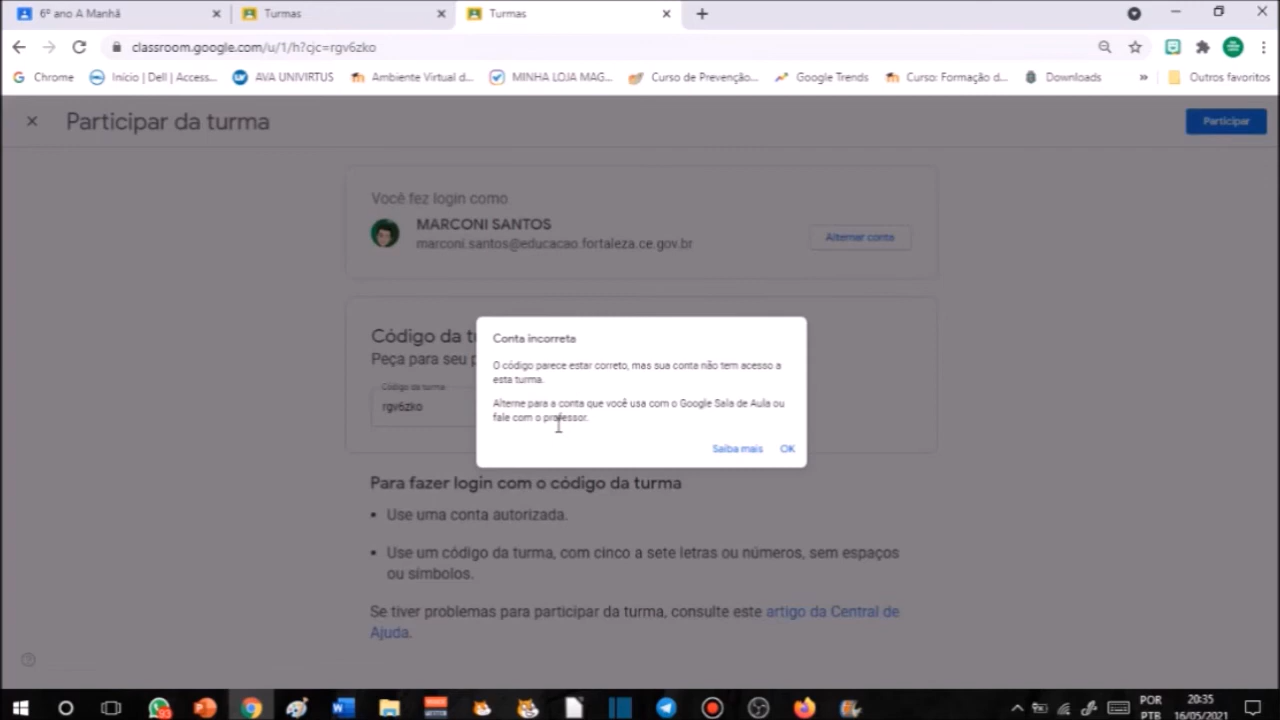 6º ano A Manhã
Turmas
Turmas
classroom.google.com/u/1/h?cjc=rgv6zko
Chrome
Início | Dell | Access...
AVA UNIVIRTUS
Ambiente Virtual d...
MINHA LOJA MAG...
Curso de Prevenção...
Google Trends
Curso: Formação d...
Downloads
»
Outros favoritos
Participar da turma
Participar
Você fez login como
MARCONI SANTOS
marconi.santos@educacao.fortaleza.ce.gov.br
Alternar conta
Código da t
Peça para seu p
Código da turma
rgv6zko
Conta incorreta
O código parece estar correto, mas sua conta não tem acesso a
esta turma.
Alterne para a conta que você usa com o Google Sala de Aula ou
fale com o professor.
Saiba mais
OK
Para fazer login com o código da turma
Use uma conta autorizada.
Use um código da turma, com cinco a sete letras ou números, sem espaços
ou símbolos.
Se tiver problemas para participar da turma, consulte este artigo da Central de
Ajuda.
POR
PTB
20:35
16/05/2021